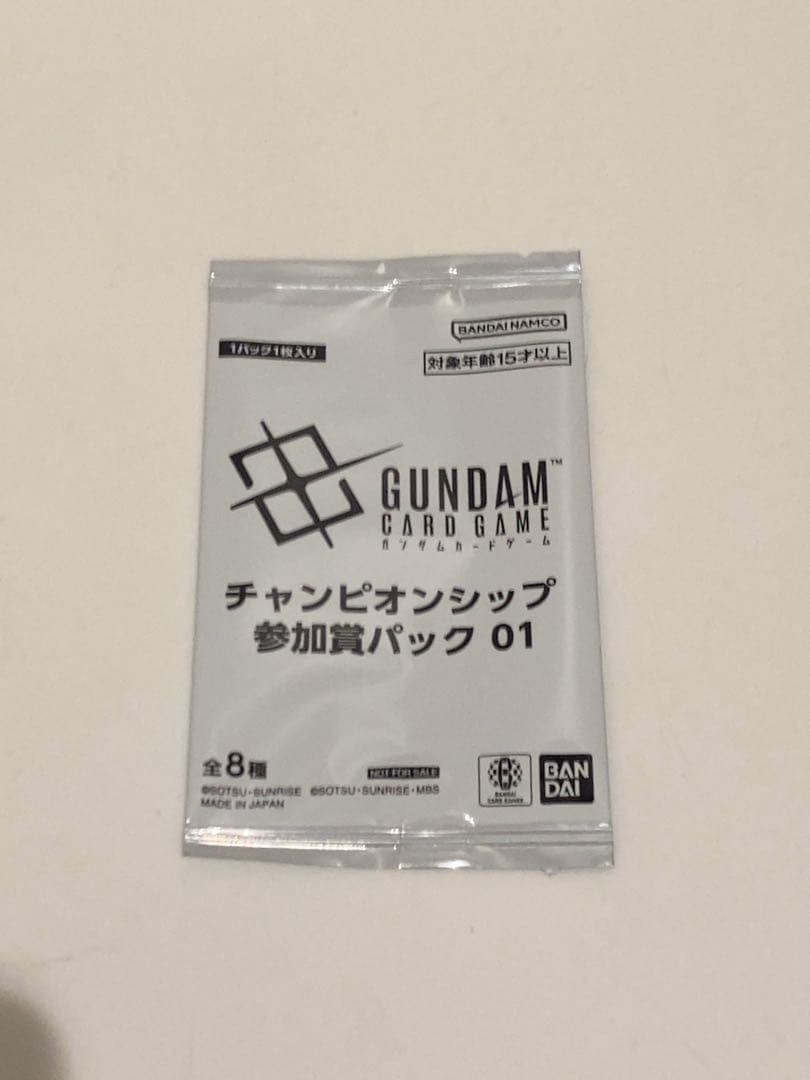 1パック1枚入り
BANDAI NAMCO
対象年齢15才以上
GUNDAM™
CARD GAME
ガンダムカードゲーム
チャンピオンシップ
参加賞パック 01
全8種
NOT FOR SALE
©SOTSU・SUNRISE ©SOTSU・SUNRISE・MBS
MADE IN JAPAN
BANDAI
CARD GAMES
BAN
DAI